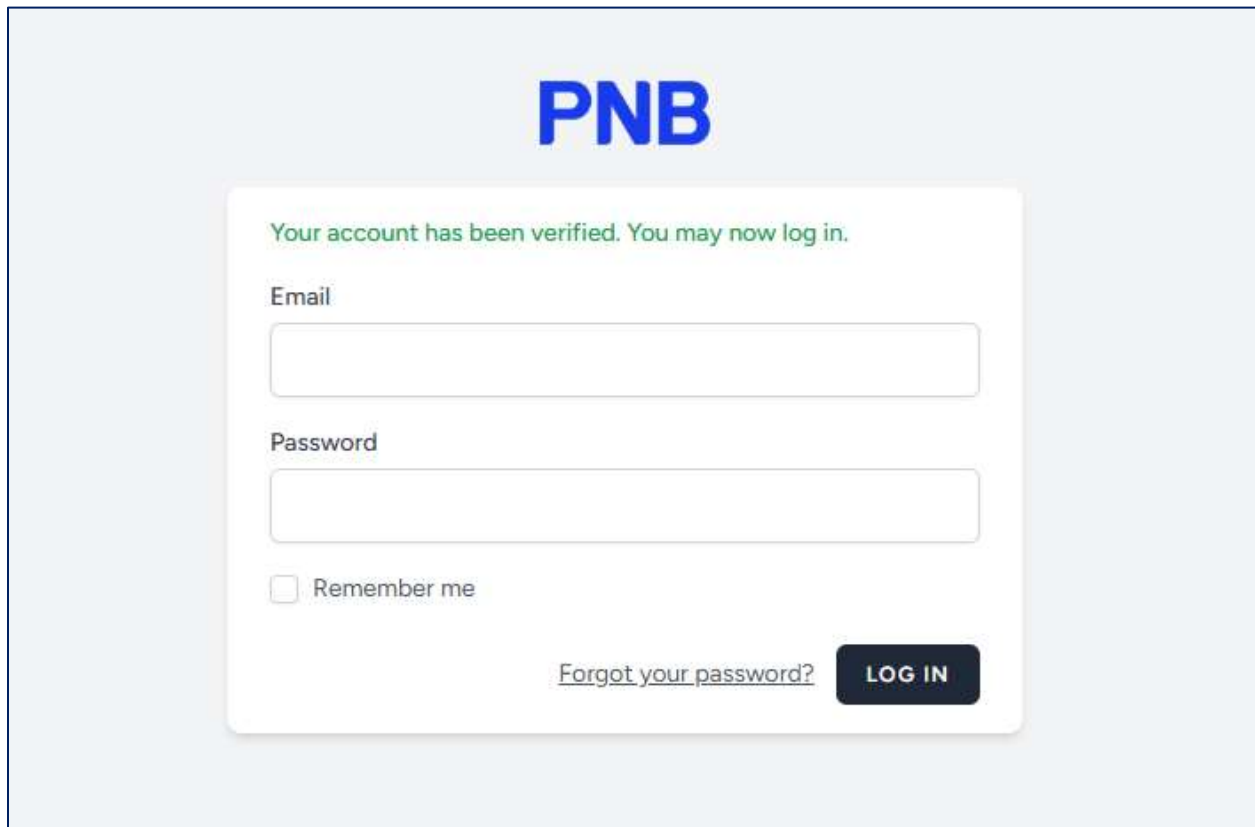 PNB
Your account has been verified. You may now log in.
Email
Password
Remember me
Forgot your password? LOG IN